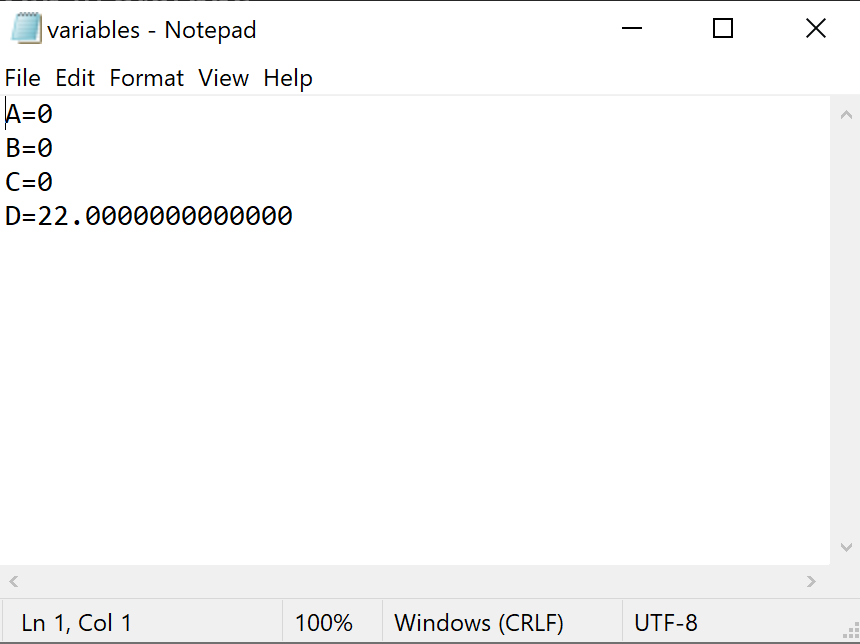 variables - Notepad
File Edit Format View Help
A=0
B=0
C=0
D=22.0000000000000
Ln 1, Col 1 100% Windows (CRLF) UTF-8